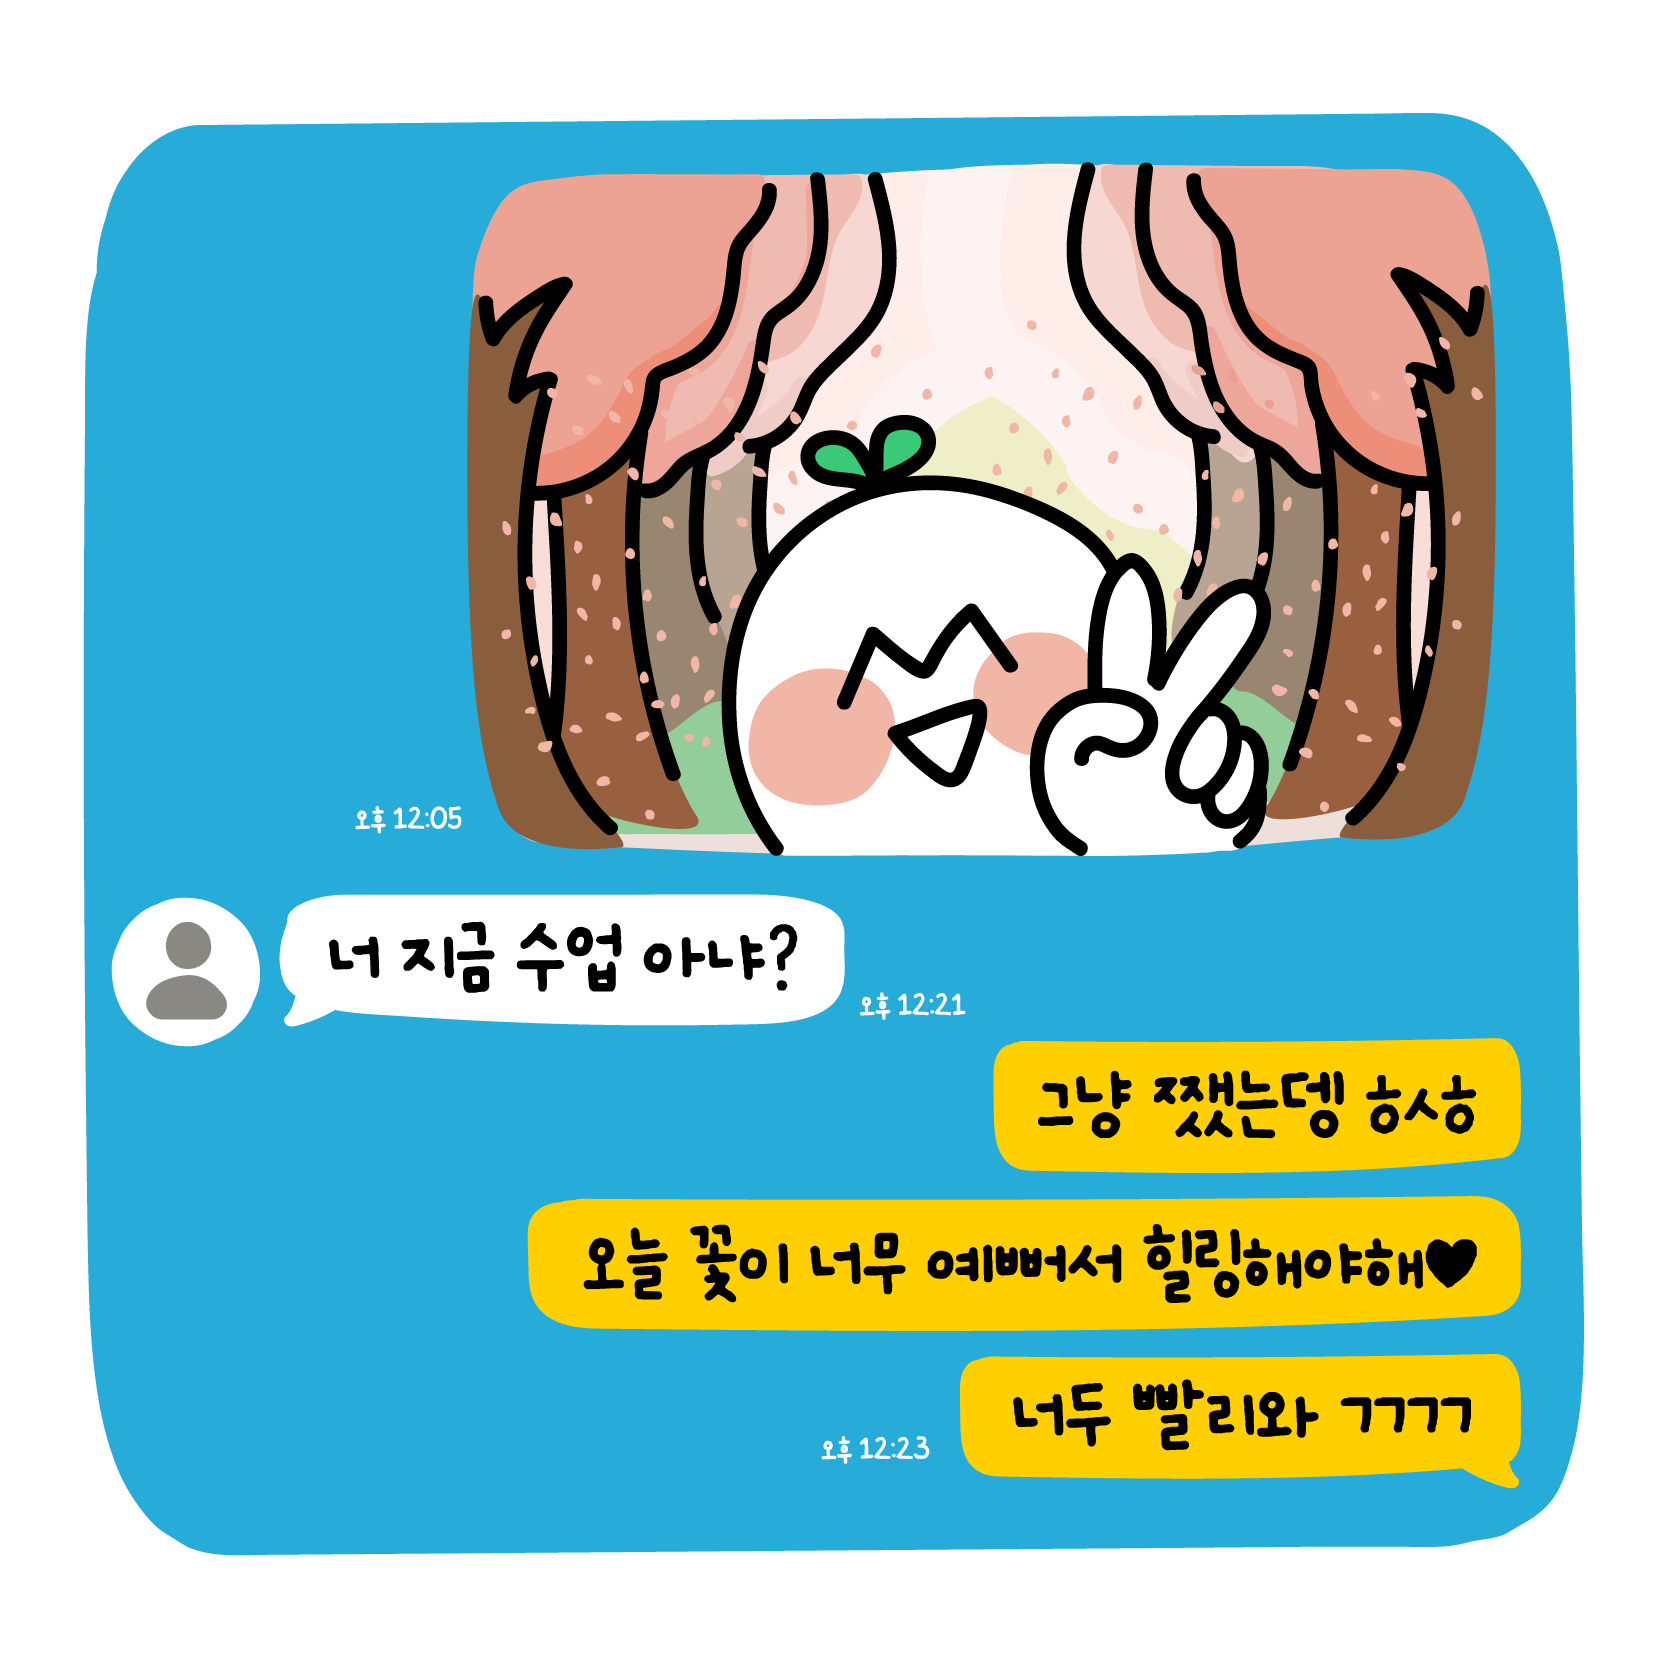 오후 12:05
너 지금 수업 아냐?
오후 12:21
그냥 쨌는뎅 ㅎㅅㅎ
오늘 꽃이 너무 예뻐서 힐링해야해♥
너두 빨리와 ㄱㄱㄱㄱ
오후 12:23